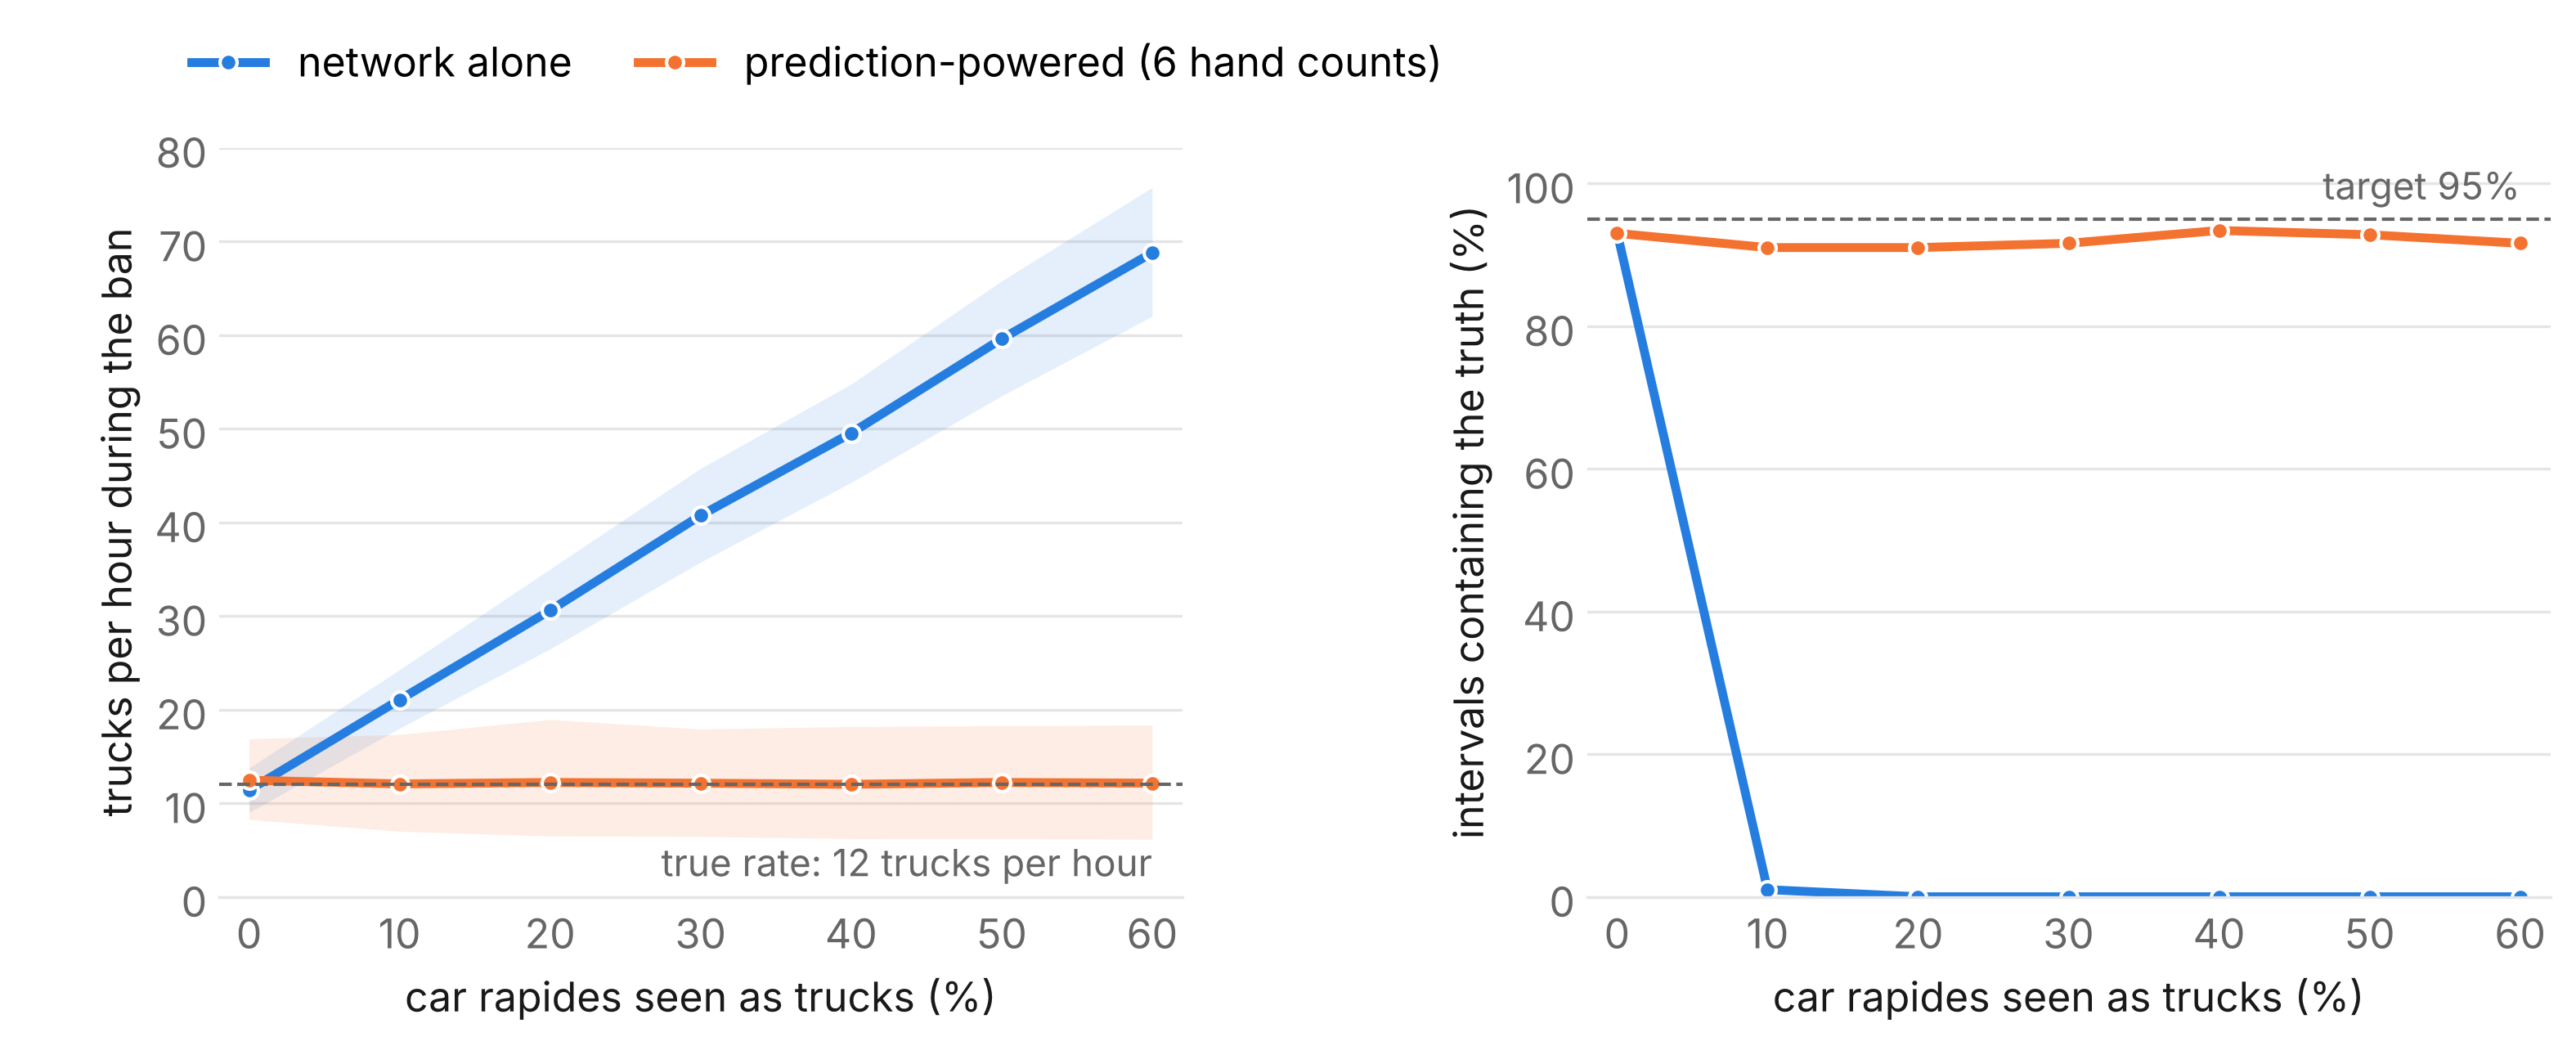 network alone
prediction-powered (6 hand counts)
trucks per hour during the ban
80
70
60
50
40
30
20
10
0
true rate: 12 trucks per hour
0 10 20 30 40 50 60
car rapides seen as trucks (%)
intervals containing the truth (%)
100
80
60
40
20
0
target 95%
0 10 20 30 40 50 60
car rapides seen as trucks (%)